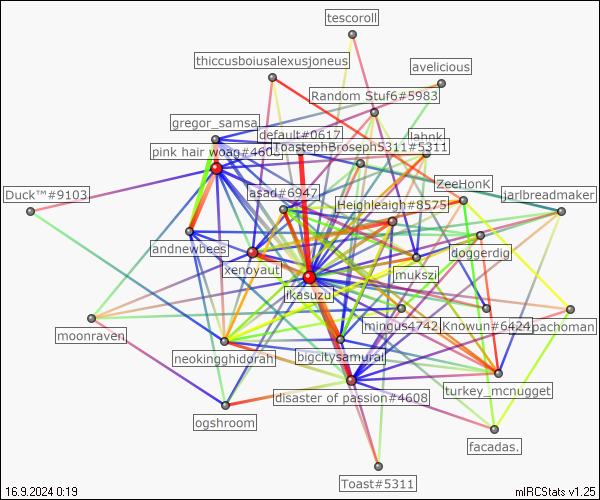 tescoroll
thiccusboiusalexusjoneus
avelicious
Random Stuf6#5983
gregor_samsa
default#0617
lahnk
ToastephBroseph5311#5311
pink hair woag#4608
Duck™#9103
asad#6947
ZeeHonK
jarlbreadmaker
Heighleaigh#8575
andnewbees
doggerdig
xenoyaut
mukszi
ikasuzu
moonraven
mingus4742
Knowun#6424
pachoman
neokingghidorah
bigcitysamurai
disaster of passion#4608
turkey_mcnugget
ogshroom
facadas.
Toast#5311
16.9.2024 0:19
mIRCStats v1.25